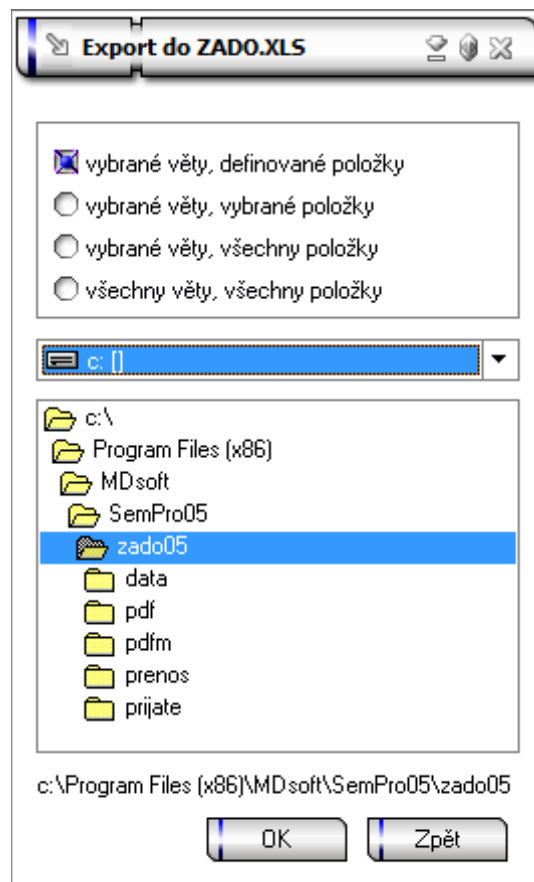 Export do ZADO.XLS
vybrané věty, definované položky
vybrané věty, vybrané položky
vybrané věty, všechny položky
všechny věty, všechny položky
c: []
c:\
Program Files (x86)
MDsoft
SemPro05
zado05
data
pdf
pdfm
prenos
prijate
c:\Program Files (x86)\MDsoft\SemPro05\zado05
OK Zpět